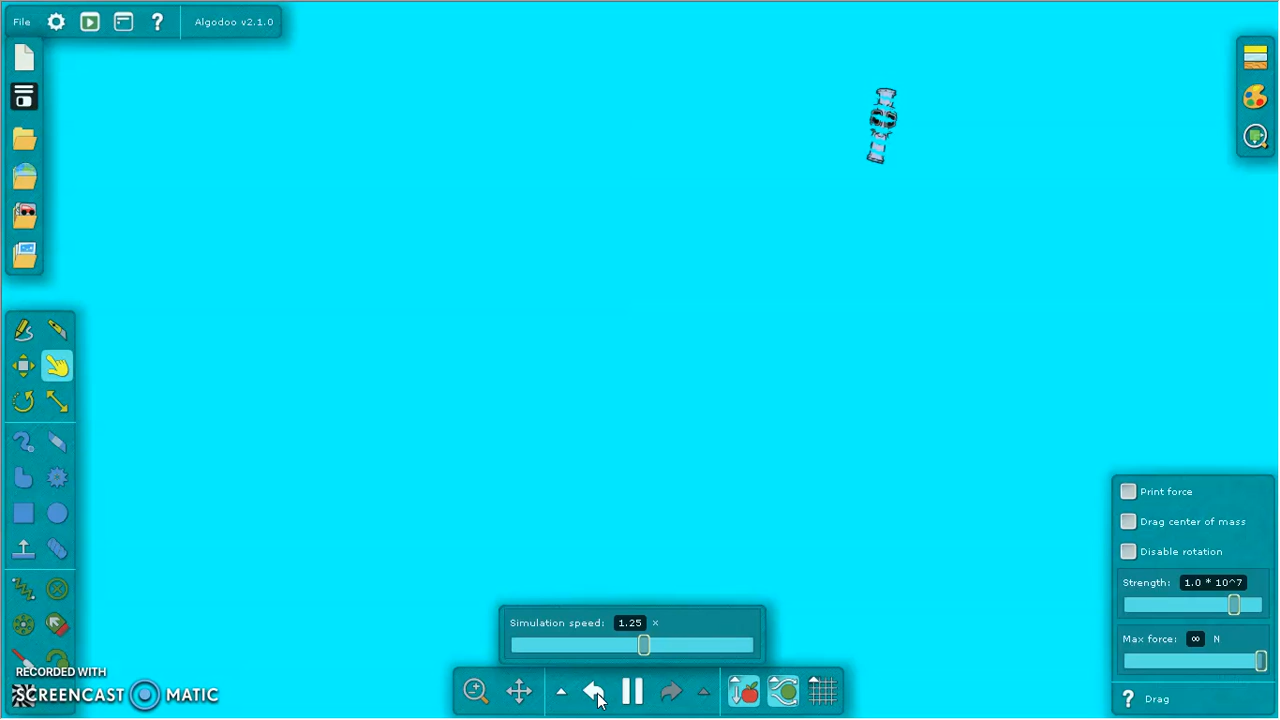 File
Algodoo v2.1.0
Print force
Drag center of mass
Disable rotation
Strength: 1.0 * 10^7
Simulation speed: 1.25 x
Max force: ∞ N
RECORDED WITH
SCREENCAST MATIC
Drag